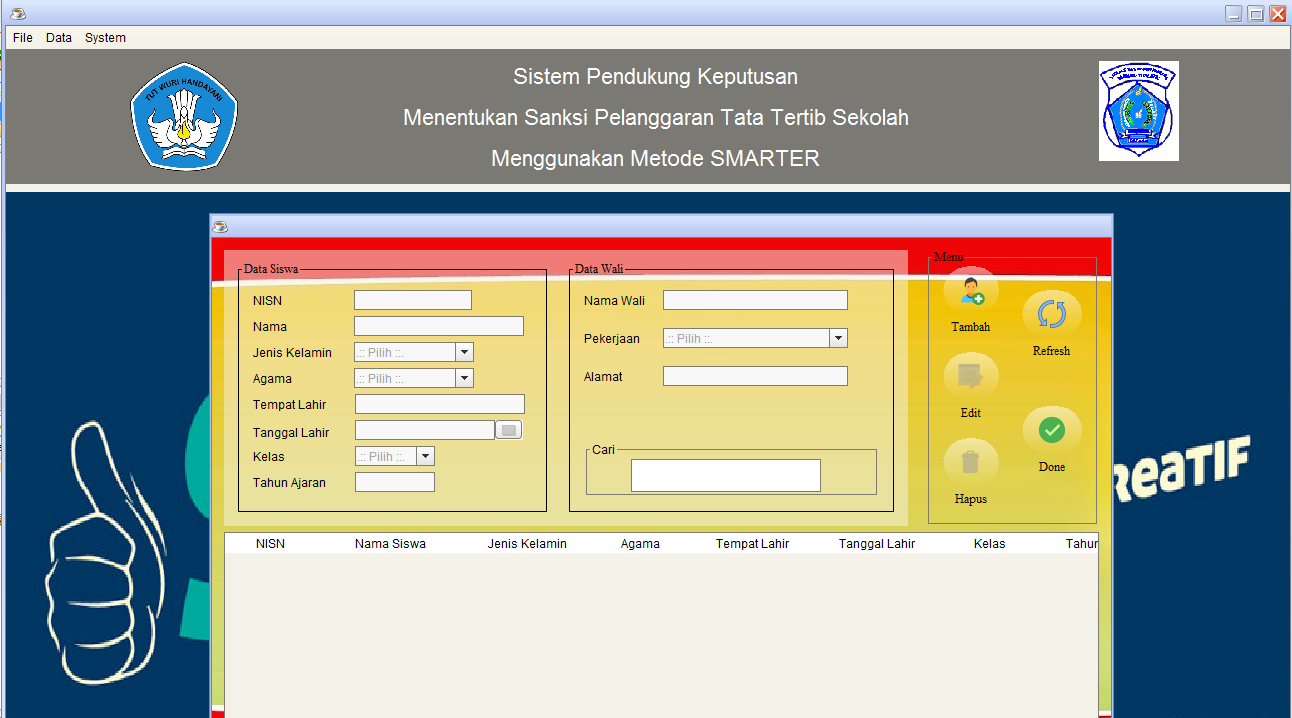 File Data System
TUT WURI HANDAYANI
Sistem Pendukung Keputusan
Menentukan Sanksi Pelanggaran Tata Tertib Sekolah
Menggunakan Metode SMARTER
Data Siswa
NISN
Nama
Jenis Kelamin .:: Pilih ::.
Agama .:: Pilih ::.
Tempat Lahir
Tanggal Lahir
Kelas .:: Pilih ::.
Tahun Ajaran
Data Wali
Nama Wali
Pekerjaan .:: Pilih ::.
Alamat
Cari
Menu
Tambah
Refresh
Edit
Done
Hapus
NISN Nama Siswa Jenis Kelamin Agama Tempat Lahir Tanggal Lahir Kelas Tahun
ReaTIF